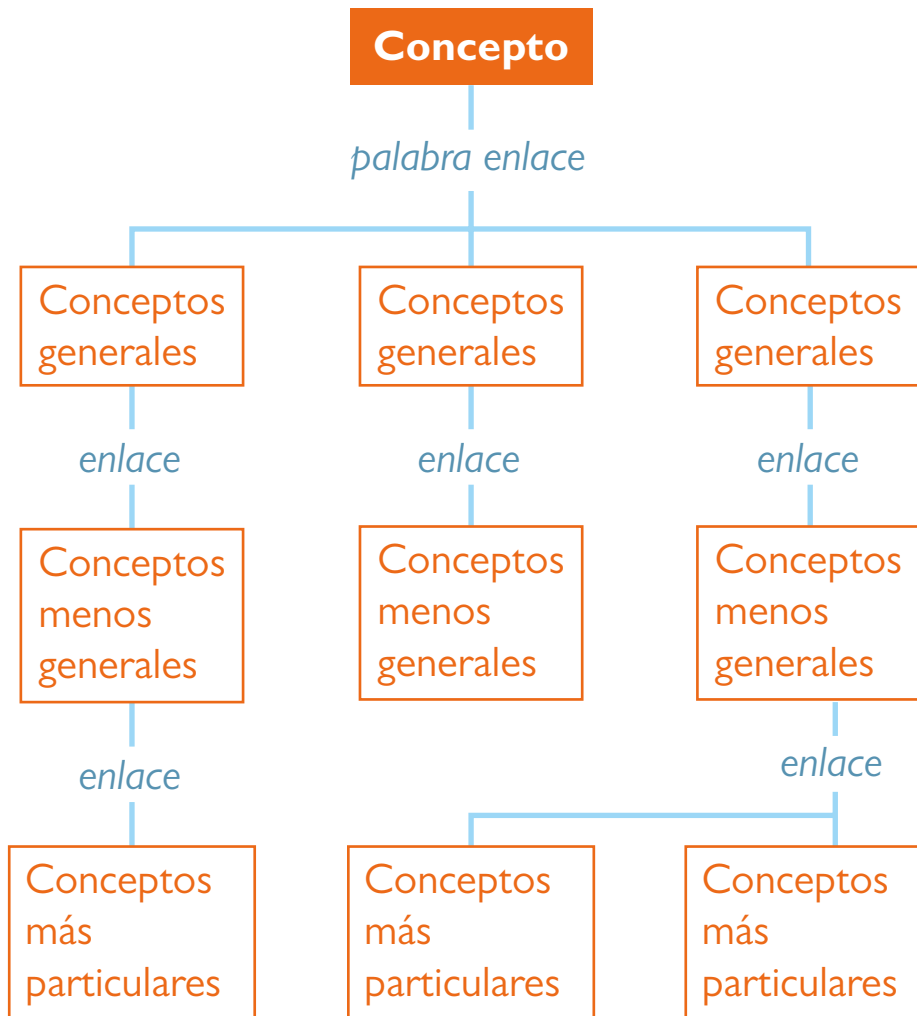 Concepto
palabra enlace
Conceptos
generales
Conceptos
generales
Conceptos
generales
enlace
enlace
enlace
Conceptos
menos
generales
Conceptos
menos
generales
Conceptos
menos
generales
enlace
enlace
Conceptos
más
particulares
Conceptos
más
particulares
Conceptos
más
particulares